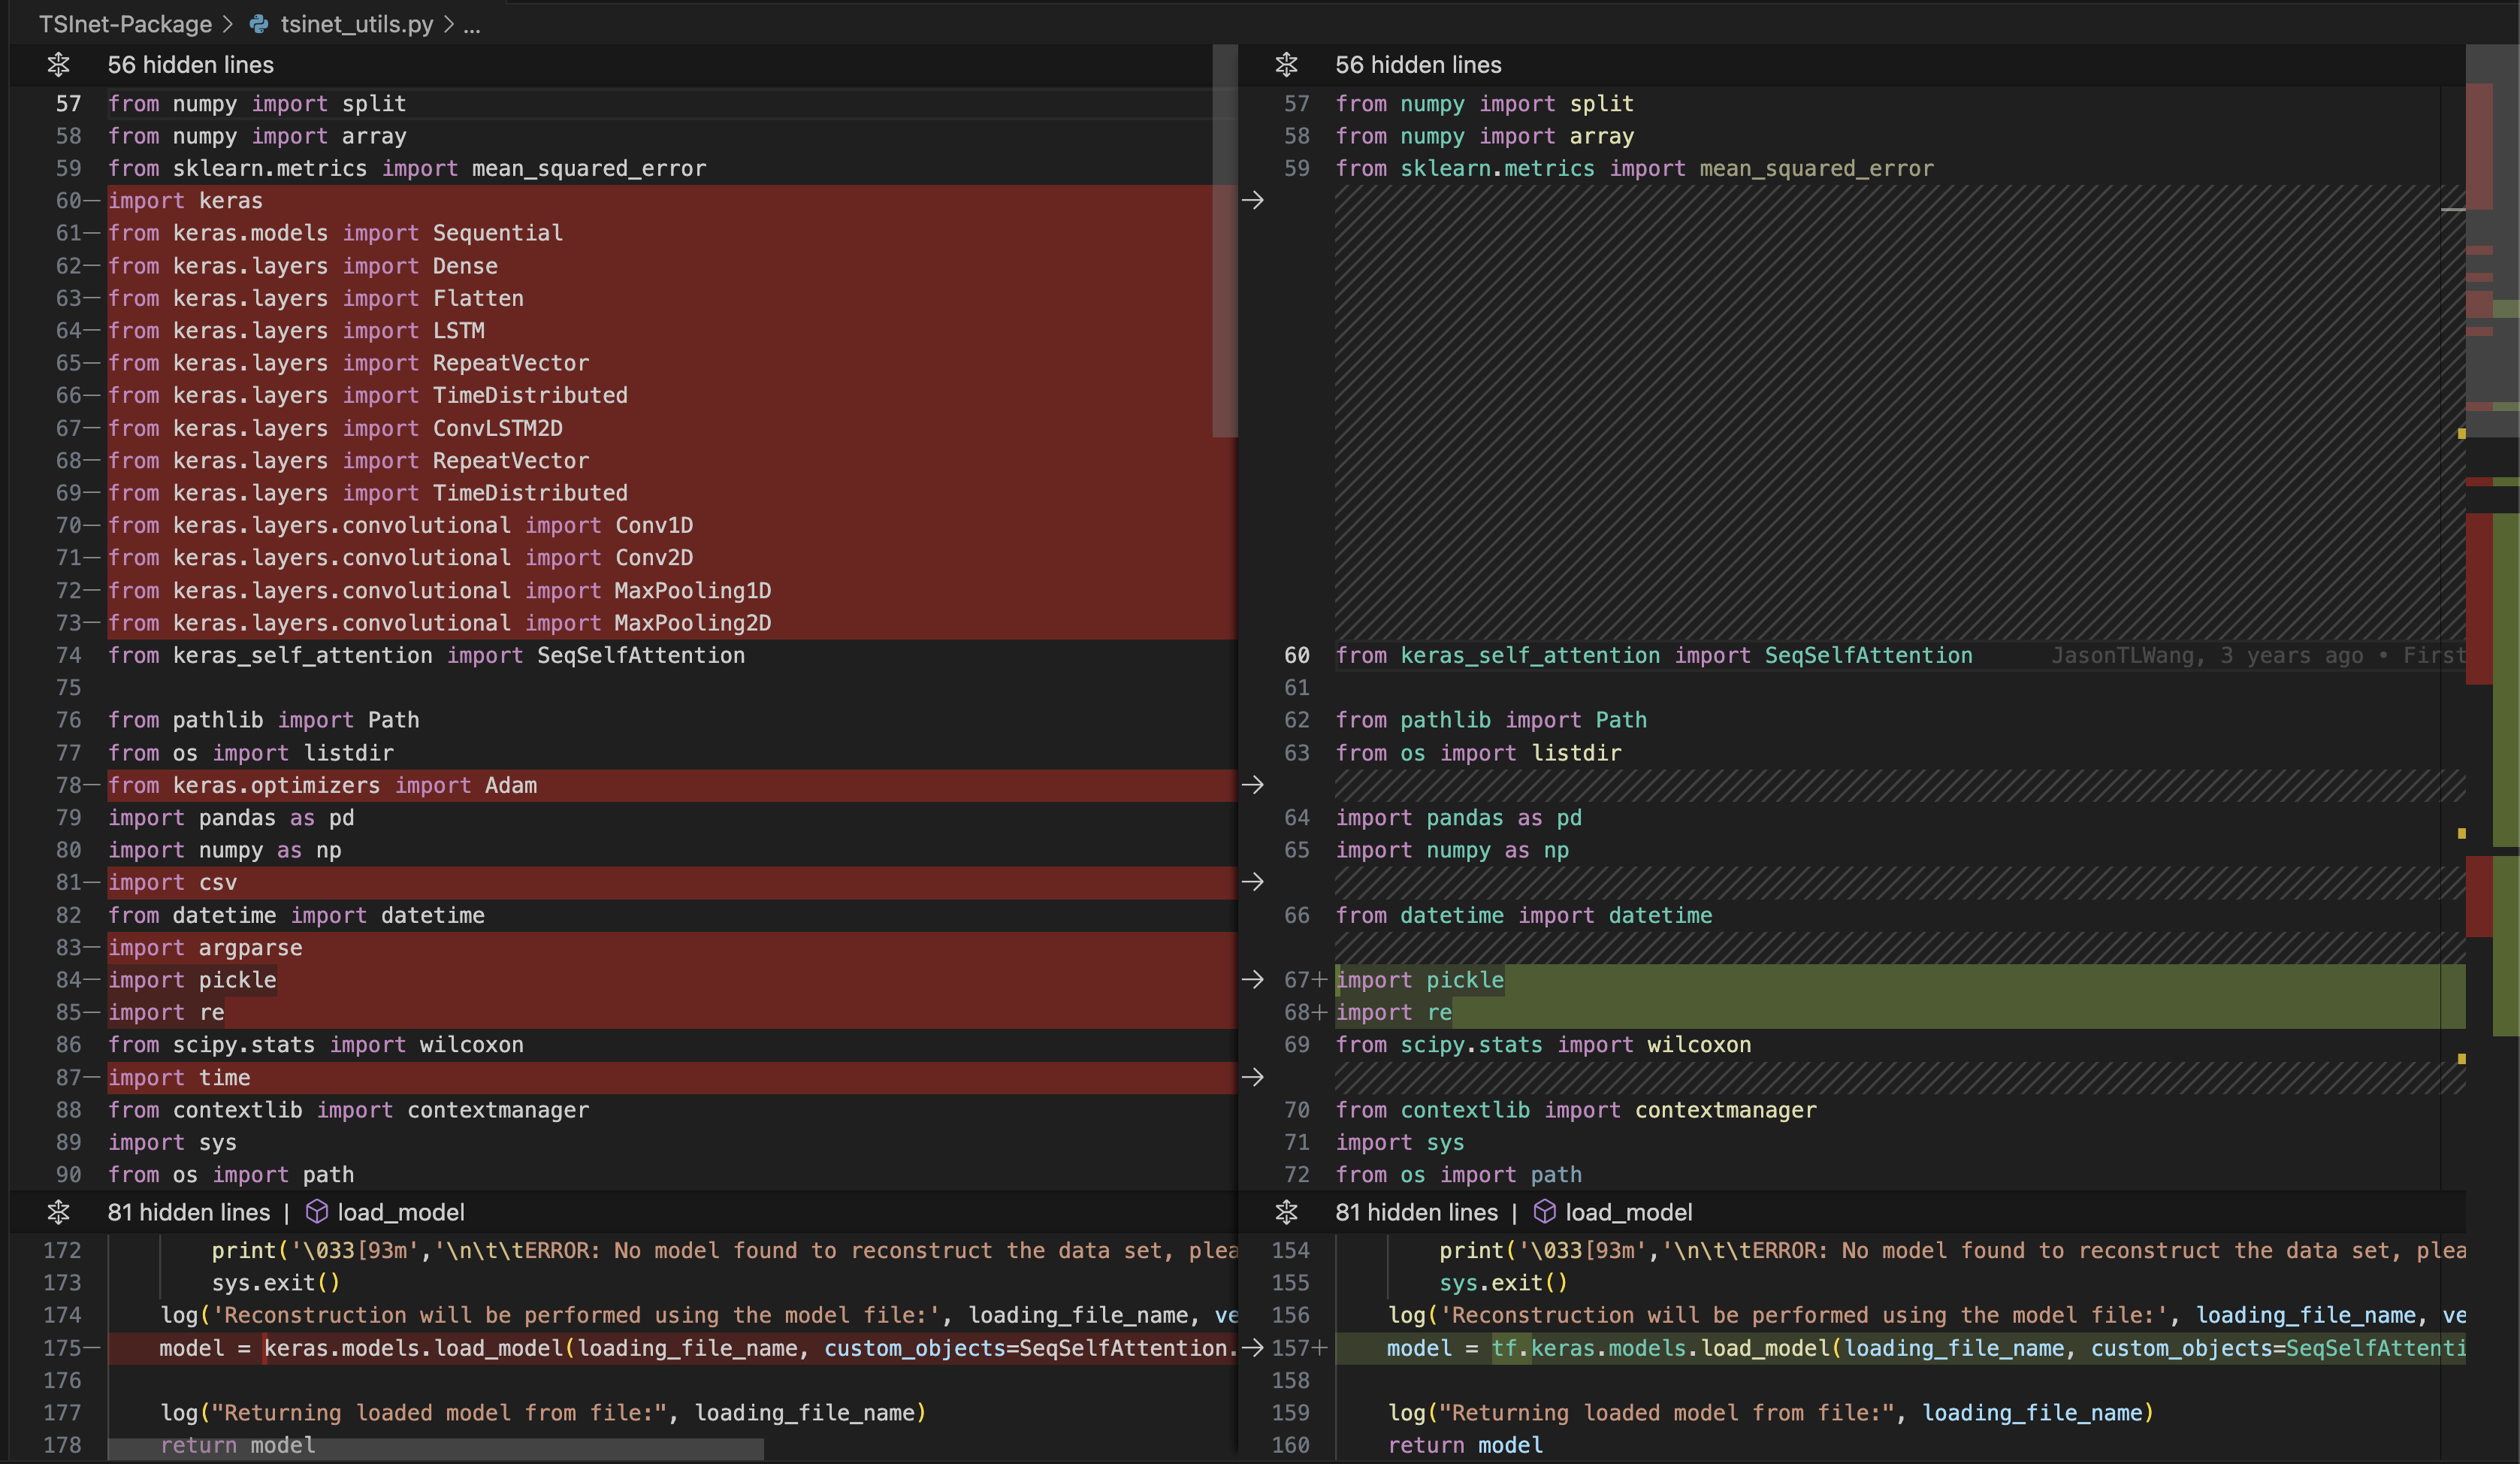 TSInet-Package > tsinet_utils.py > ...
56 hidden lines
57 from numpy import split
58 from numpy import array
59 from sklearn.metrics import mean_squared_error
60— import keras
61— from keras.models import Sequential
62— from keras.layers import Dense
63— from keras.layers import Flatten
64— from keras.layers import LSTM
65— from keras.layers import RepeatVector
66— from keras.layers import TimeDistributed
67— from keras.layers import ConvLSTM2D
68— from keras.layers import RepeatVector
69— from keras.layers import TimeDistributed
70— from keras.layers.convolutional import Conv1D
71— from keras.layers.convolutional import Conv2D
72— from keras.layers.convolutional import MaxPooling1D
73— from keras.layers.convolutional import MaxPooling2D
74 from keras_self_attention import SeqSelfAttention
75
76 from pathlib import Path
77 from os import listdir
78— from keras.optimizers import Adam
79 import pandas as pd
80 import numpy as np
81— import csv
82 from datetime import datetime
83— import argparse
84— import pickle
85— import re
86 from scipy.stats import wilcoxon
87— import time
88 from contextlib import contextmanager
89 import sys
90 from os import path
81 hidden lines | load_model
172 print('\033[93m','\n\t\tERROR: No model found to reconstruct the data set, plea
173 sys.exit()
174 log('Reconstruction will be performed using the model file:', loading_file_name, ve
175— model = keras.models.load_model(loading_file_name, custom_objects=SeqSelfAttention.
176
177 log("Returning loaded model from file:", loading_file_name)
178 return model
56 hidden lines
57 from numpy import split
58 from numpy import array
59 from sklearn.metrics import mean_squared_error
60 from keras_self_attention import SeqSelfAttention JasonTLWang, 3 years ago • First
61
62 from pathlib import Path
63 from os import listdir
64 import pandas as pd
65 import numpy as np
66 from datetime import datetime
67+ import pickle
68+ import re
69 from scipy.stats import wilcoxon
70 from contextlib import contextmanager
71 import sys
72 from os import path
81 hidden lines | load_model
154 print('\033[93m','\n\t\tERROR: No model found to reconstruct the data set, plea
155 sys.exit()
156 log('Reconstruction will be performed using the model file:', loading_file_name, ve
157+ model = tf.keras.models.load_model(loading_file_name, custom_objects=SeqSelfAttenti
158
159 log("Returning loaded model from file:", loading_file_name)
160 return model